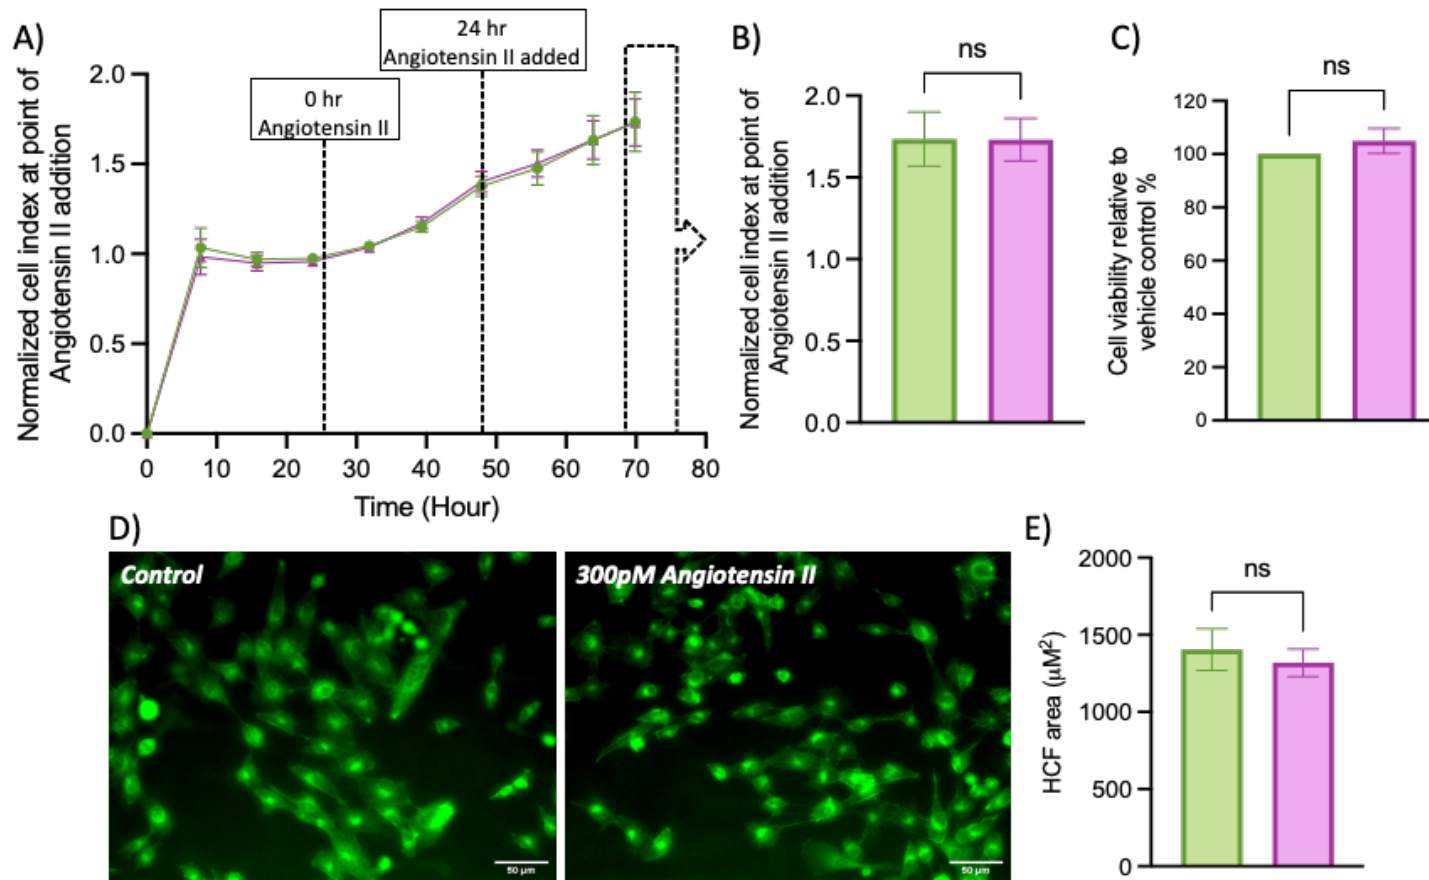 A)
Normalized cell index at point of
Angiotensin II addition
2.0
1.5
1.0
0.5
0.0
0
10
20
30
40
50
60
70
80
Time (Hour)
0 hr
Angiotensin II
24 hr
Angiotensin II added
B)
Normalized cell index at point of
Angiotensin II addition
2.0
1.5
1.0
0.5
0.0
ns
C)
Cell viability relative to
vehicle control %
120
100
80
60
40
20
0
ns
D)
Control
50 µm
300pM Angiotensin II
50 µm
E)
HCF area (µM²)
2000
1500
1000
500
0
ns